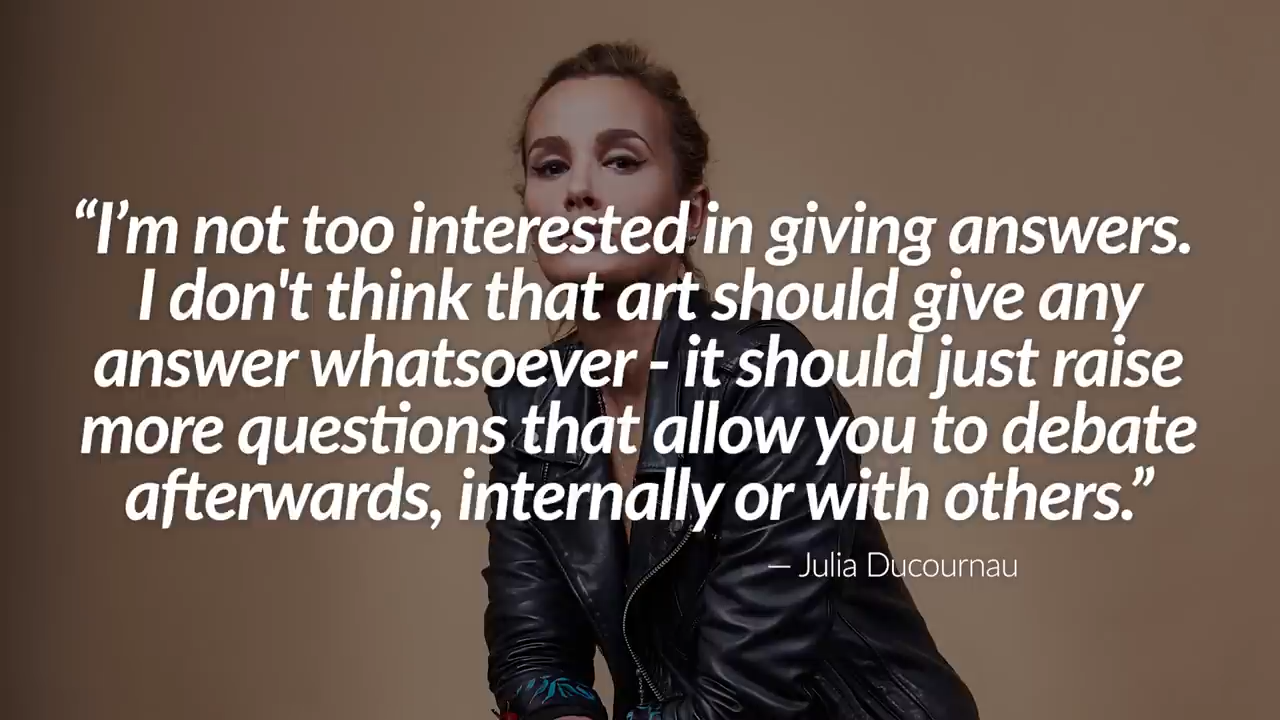 “I’m not too interested in giving answers.
I don't think that art should give any
answer whatsoever - it should just raise
more questions that allow you to debate
afterwards, internally or with others.”
— Julia Ducournau